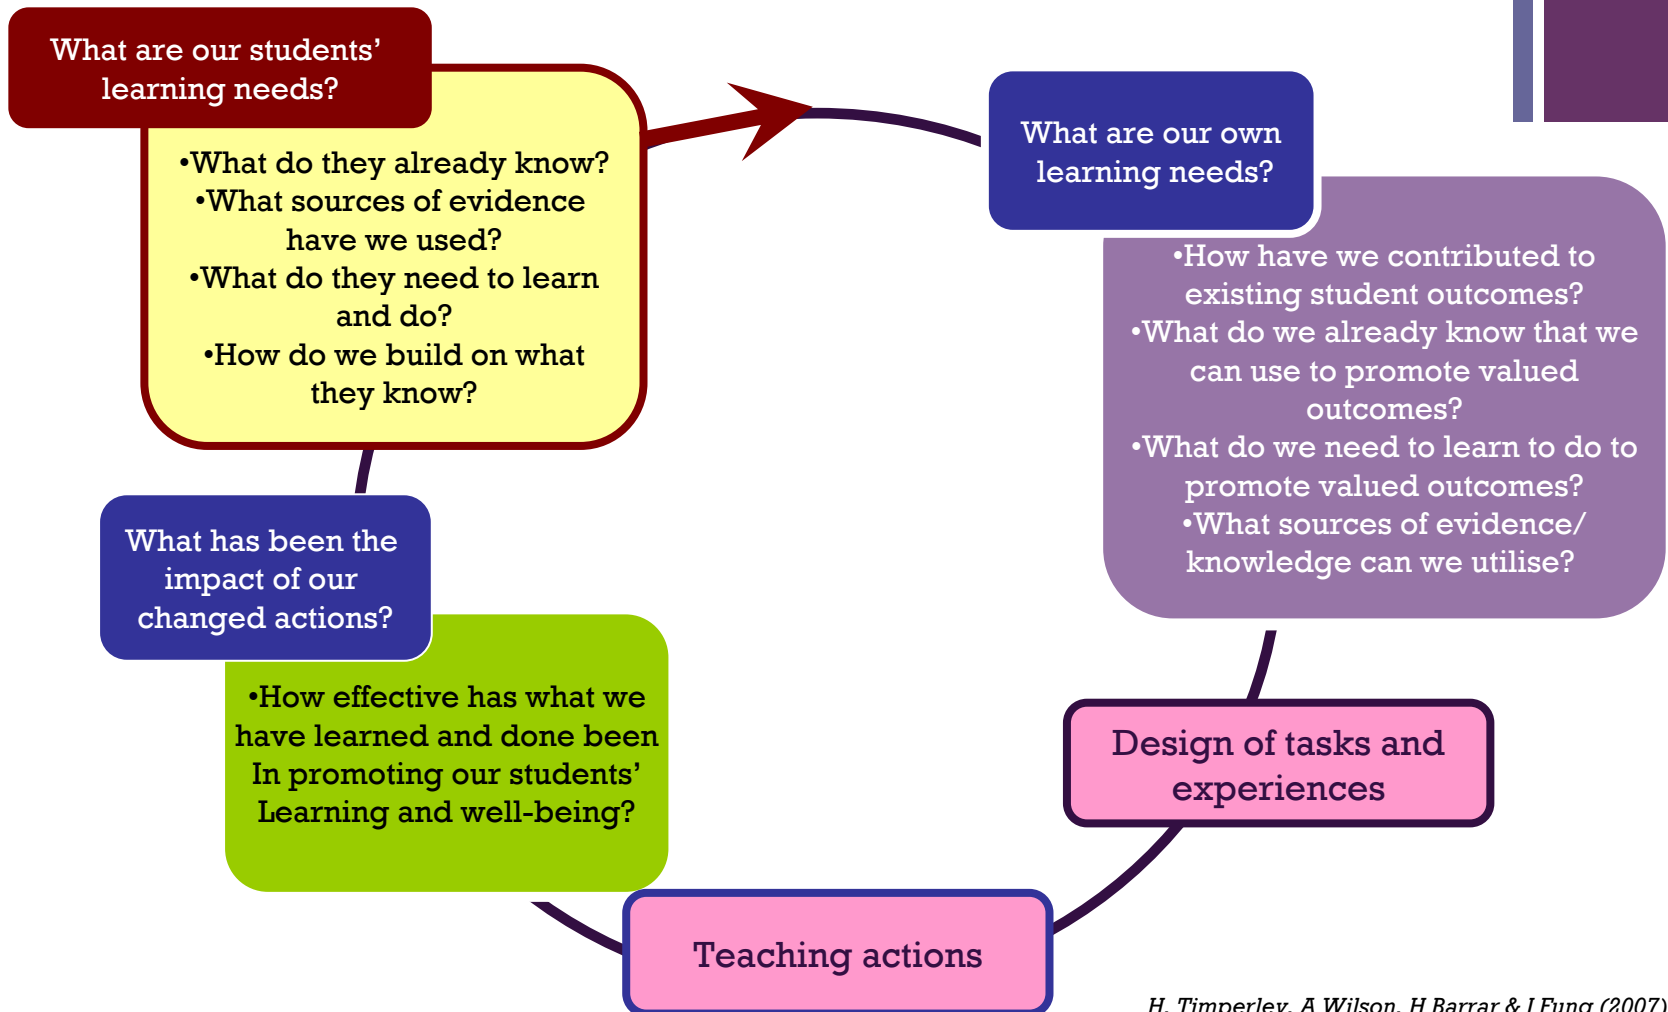 What are our students’
learning needs?
•What do they already know?
•What sources of evidence
have we used?
•What do they need to learn
and do?
•How do we build on what
they know?
What are our own
learning needs?
•How have we contributed to
existing student outcomes?
•What do we already know that we
can use to promote valued
outcomes?
•What do we need to learn to do to
promote valued outcomes?
•What sources of evidence/
knowledge can we utilise?
Design of tasks and
experiences
Teaching actions
What has been the
impact of our
changed actions?
•How effective has what we
have learned and done been
In promoting our students’
Learning and well-being?
H. Timperley, A Wilson, H Barrar & I Fung (2007)